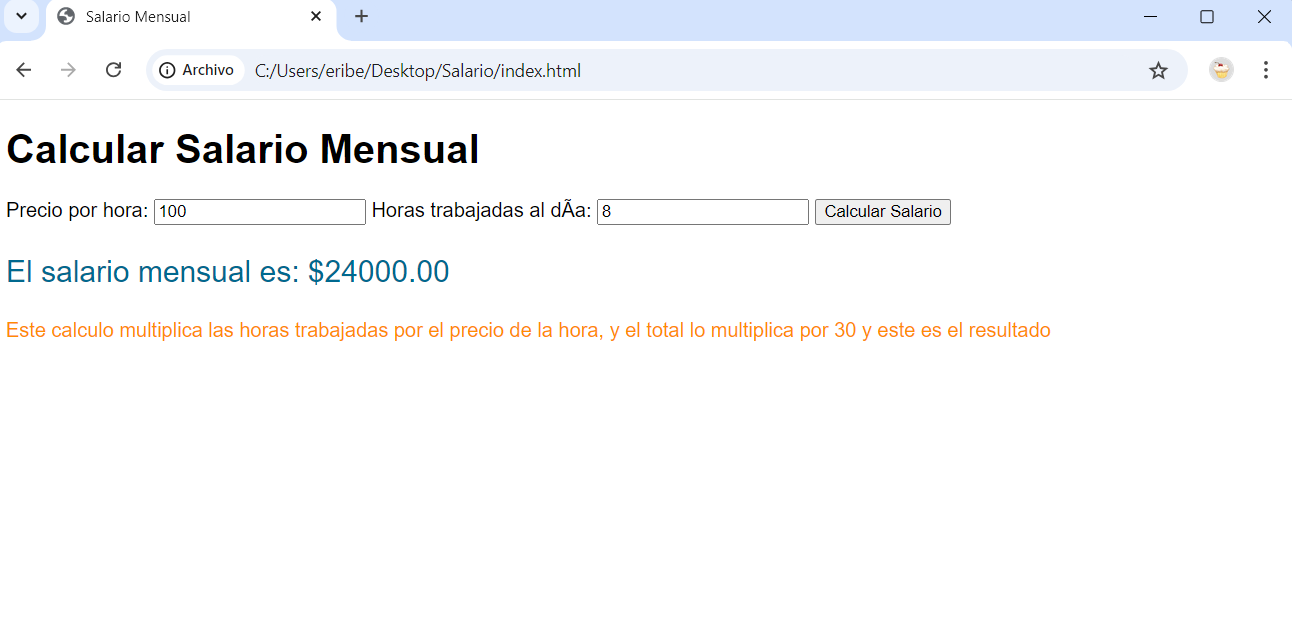 Salario Mensual
Archivo C:/Users/eribe/Desktop/Salario/index.html
Calcular Salario Mensual
Precio por hora: 100 Horas trabajadas al dÃa: 8 Calcular Salario
El salario mensual es: $24000.00
Este calculo multiplica las horas trabajadas por el precio de la hora, y el total lo multiplica por 30 y este es el resultado